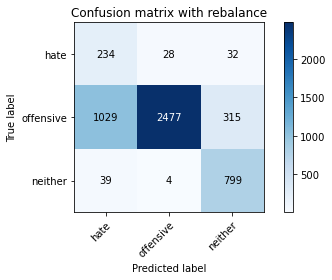 Confusion matrix with rebalance
True label
hate 234 28 32
offensive 1029 2477 315
neither 39 4 799
hate offensive neither
Predicted label
2000
1500
1000
500